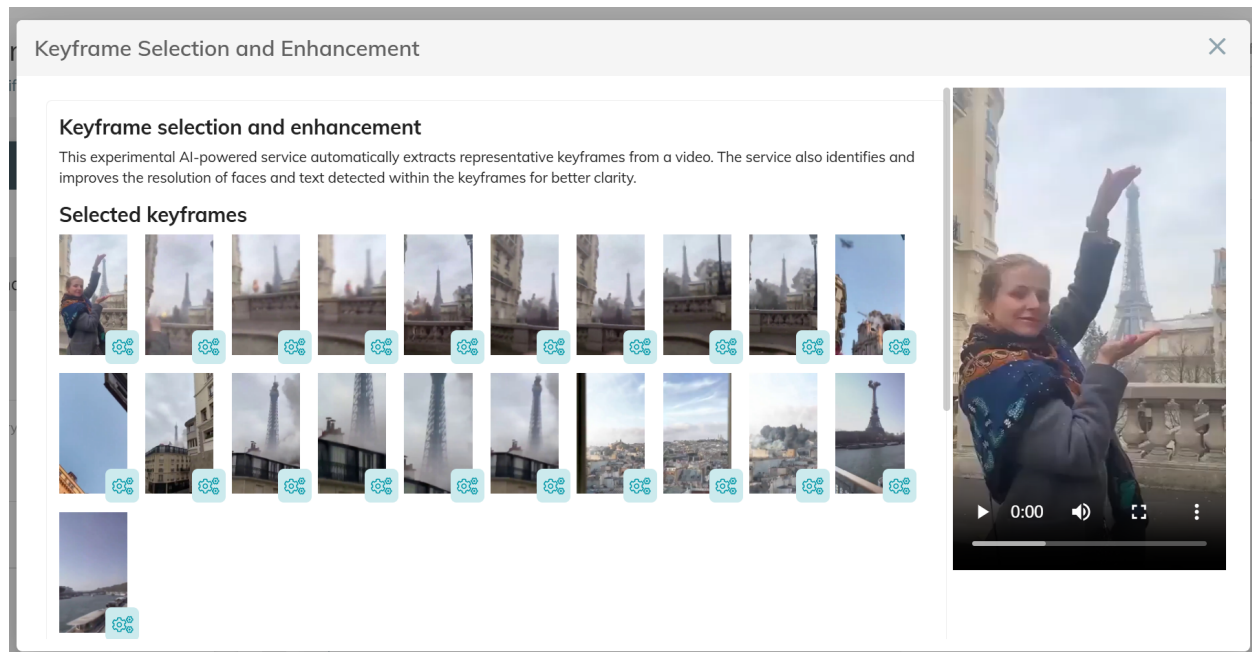 Keyframe Selection and Enhancement
Keyframe selection and enhancement
This experimental AI-powered service automatically extracts representative keyframes from a video. The service also identifies and
improves the resolution of faces and text detected within the keyframes for better clarity.
Selected keyframes
0:00